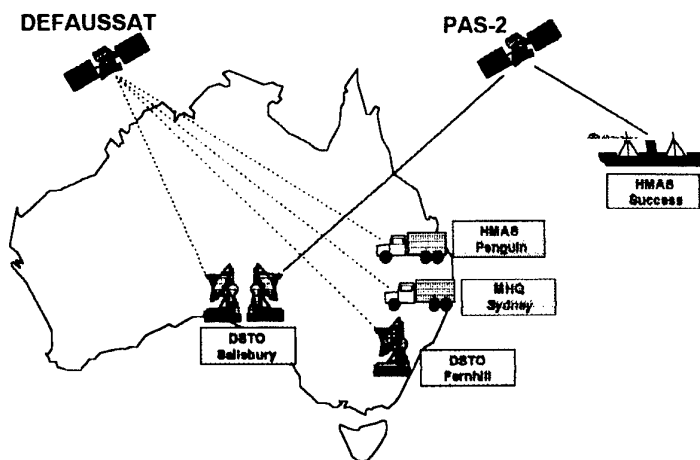 DEFAUSSAT
PAS-2
HMAS
Success
HMAS
Penguin
MHQ
Sydney
DSTO
Salisbury
DSTO
Fernhill